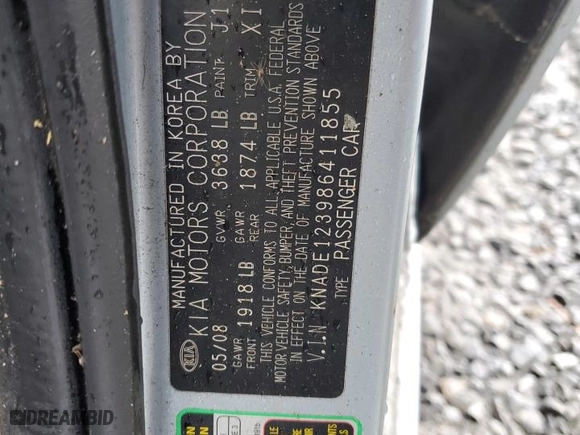 MANUFACTURED IN KOREA BY
KIA MOTORS CORPORATION
05/08 GVWR 3638 LB PAINT J1
GAWR FRONT 1918 LB GAWR REAR 1874 LB TRIM XI
THIS VEHICLE CONFORMS TO ALL APPLICABLE U.S.A. FEDERAL
MOTOR VEHICLE SAFETY, BUMPER, AND THEFT PREVENTION STANDARDS
IN EFFECT ON THE DATE OF MANUFACTURE SHOWN ABOVE
V.I.N. KNADE123986411855
TYPE PASSENGER CAR
KIA
DREAMBID